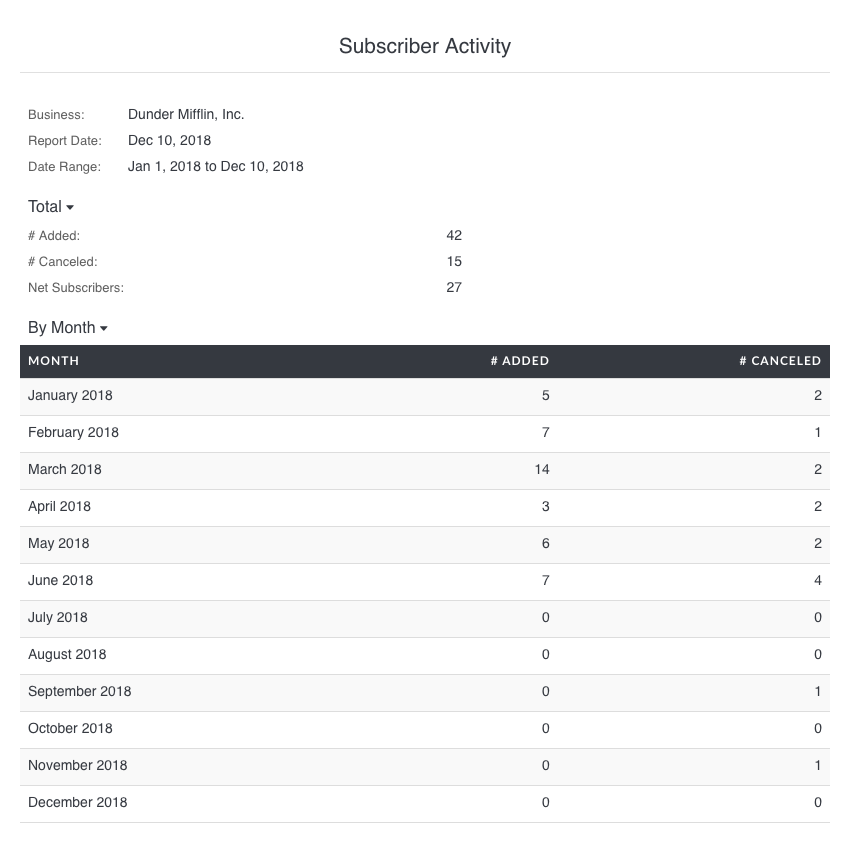 Subscriber Activity
Business: Dunder Mifflin, Inc.
Report Date: Dec 10, 2018
Date Range: Jan 1, 2018 to Dec 10, 2018
Total
# Added: 42
# Canceled: 15
Net Subscribers: 27
By Month
MONTH # ADDED # CANCELED
January 2018 5 2
February 2018 7 1
March 2018 14 2
April 2018 3 2
May 2018 6 2
June 2018 7 4
July 2018 0 0
August 2018 0 0
September 2018 0 1
October 2018 0 0
November 2018 0 1
December 2018 0 0